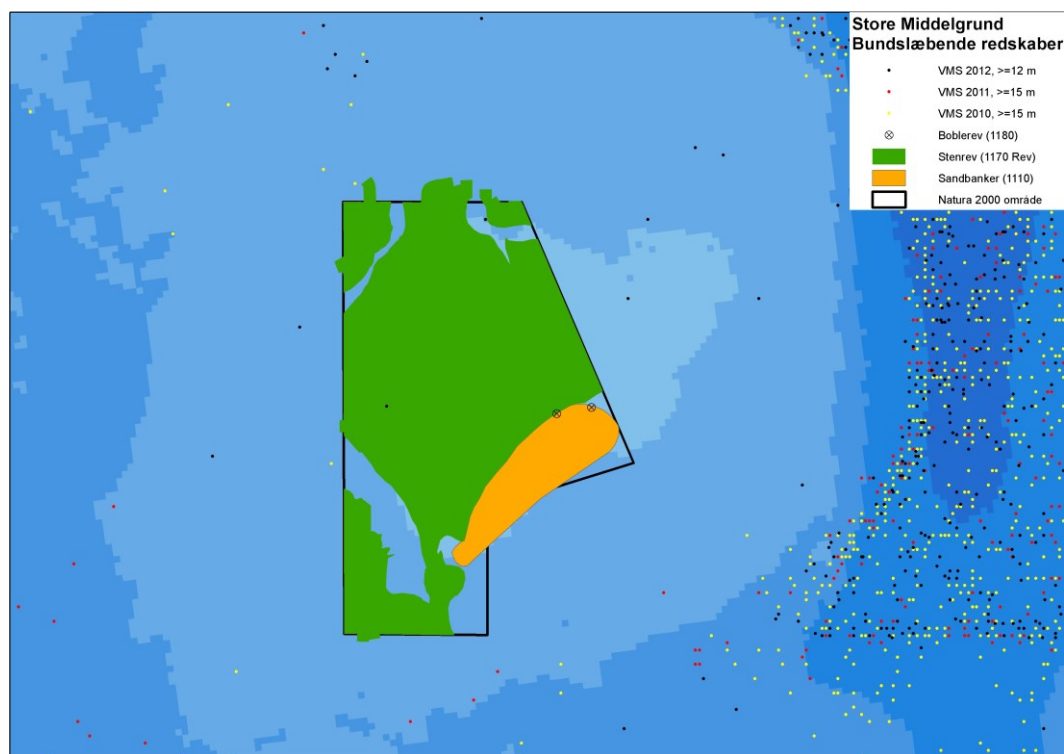 Store Middelgrund
Bundslæbende redskaber
VMS 2012, >=12 m
VMS 2011, >=15 m
VMS 2010, >=15 m
Boblerev (1180)
Stenrev (1170 Rev)
Sandbanker (1110)
Natura 2000 område